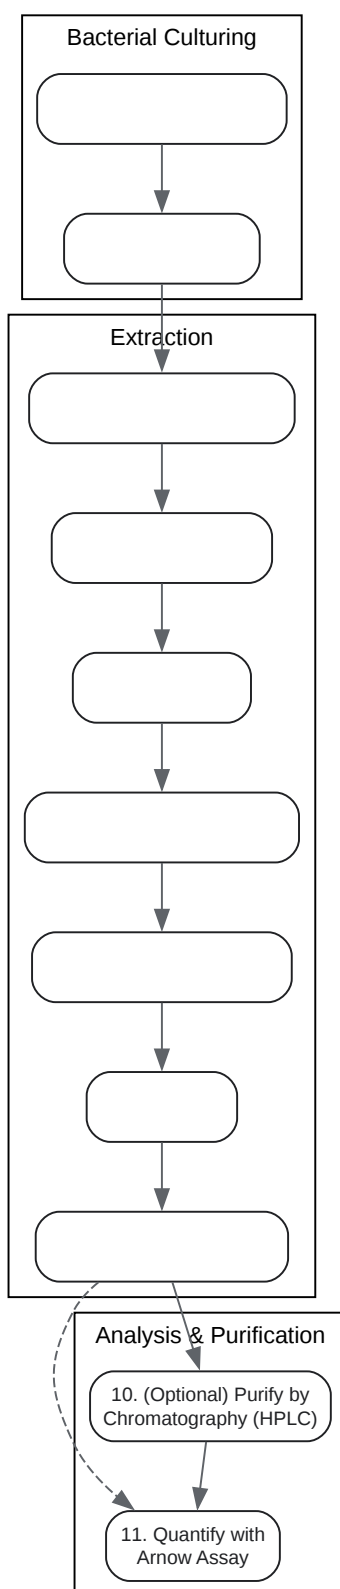 Bacterial Culturing
Extraction
Analysis & Purification
10. (Optional) Purify by
Chromatography (HPLC)
11. Quantify with
Arnow Assay